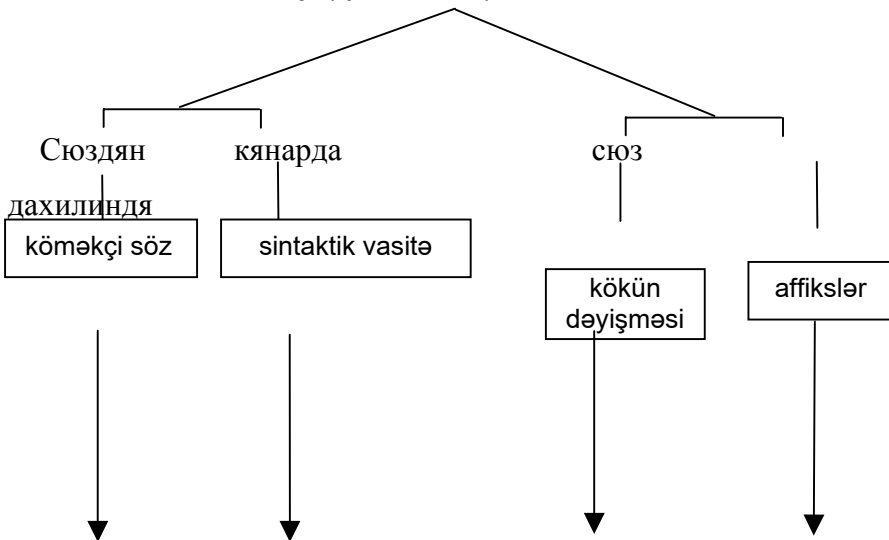 Сюздян кянарда сюз
дахилиндя
köməkçi söz sintaktik vasitə
kökün affikslər
dəyişməsi